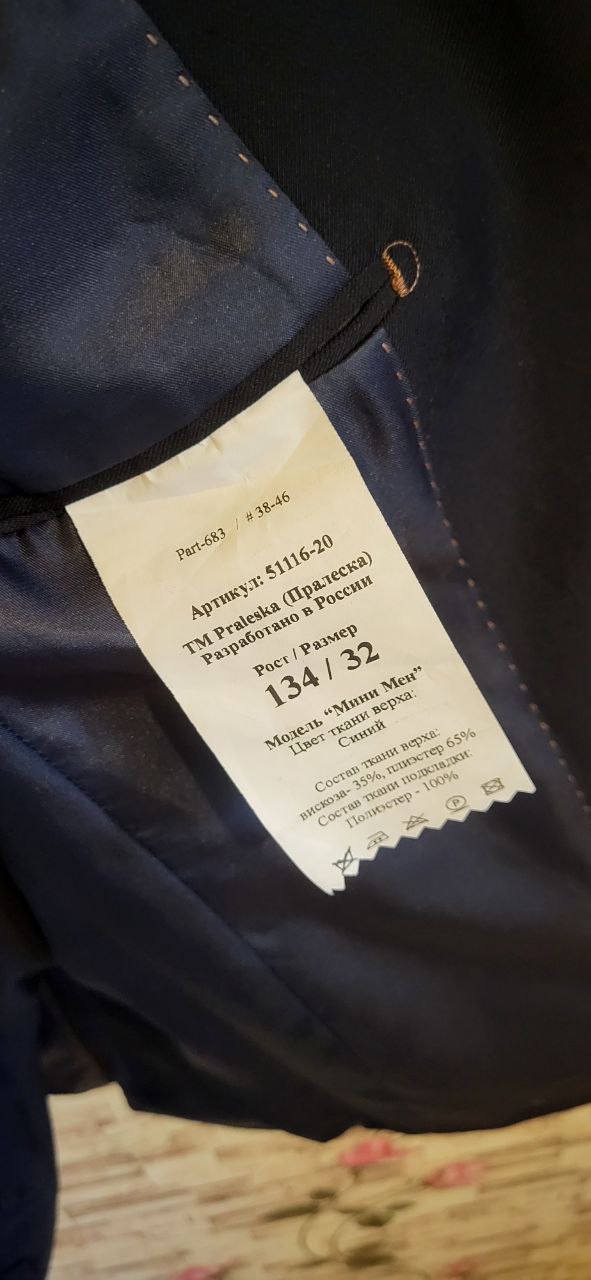 Part-683 / # 38-46
Артикул: 51116-20
ТМ Praleska (Пралеска)
Разработано в России
Рост / Размер
134 / 32
Модель “Мини Мен”
Цвет ткани верха:
Синий
Состав ткани верха:
вискоза- 35%, плиэстер 65%
Состав ткани подкладки:
Полиэстер - 100%
P